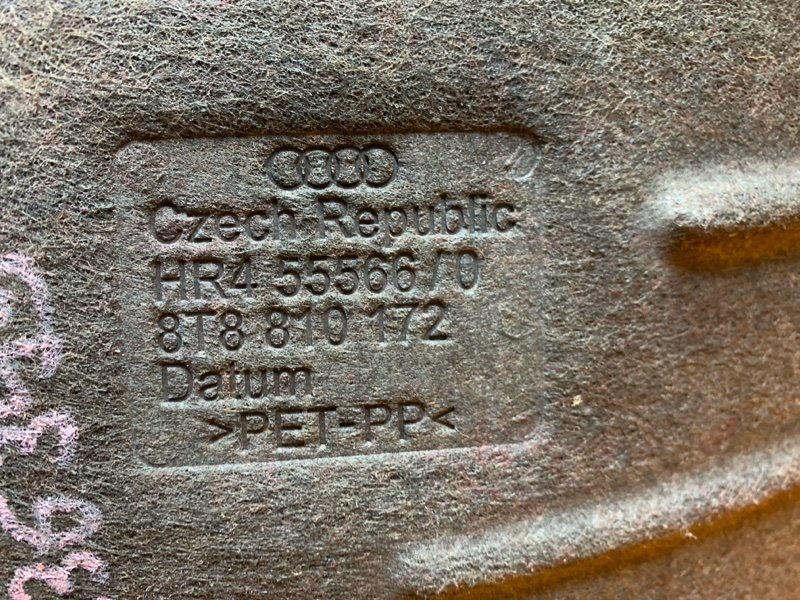 Czech Republic
HR4 55566/0
8T8 810 172
Datum
>PET-PP<